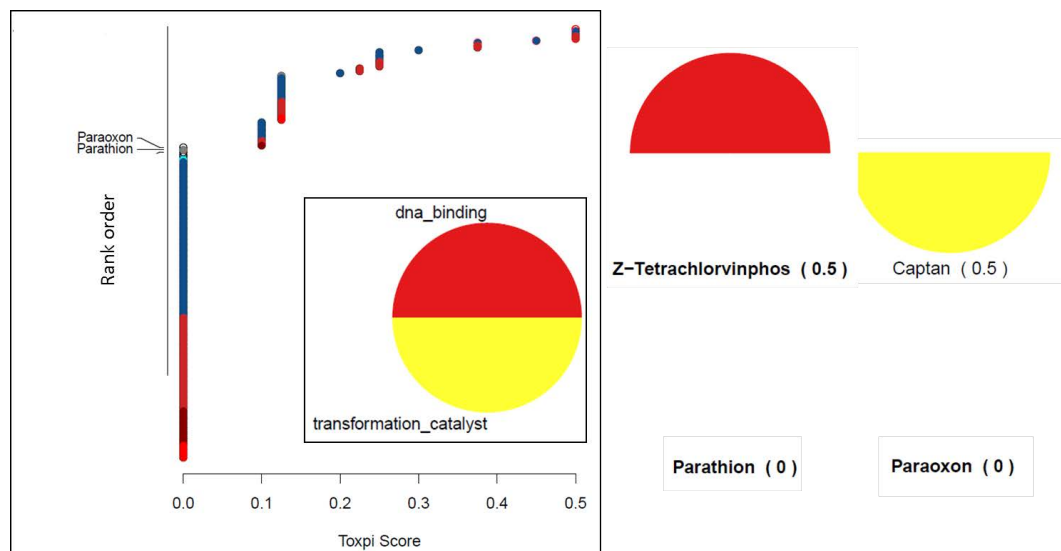 Paraoxon
Parathion
Rank order
dna_binding
transformation_catalyst
0.0 0.1 0.2 0.3 0.4 0.5
Toxpi Score
Z−Tetrachlorvinphos ( 0.5 )
Captan ( 0.5 )
Parathion ( 0 )
Paraoxon ( 0 )